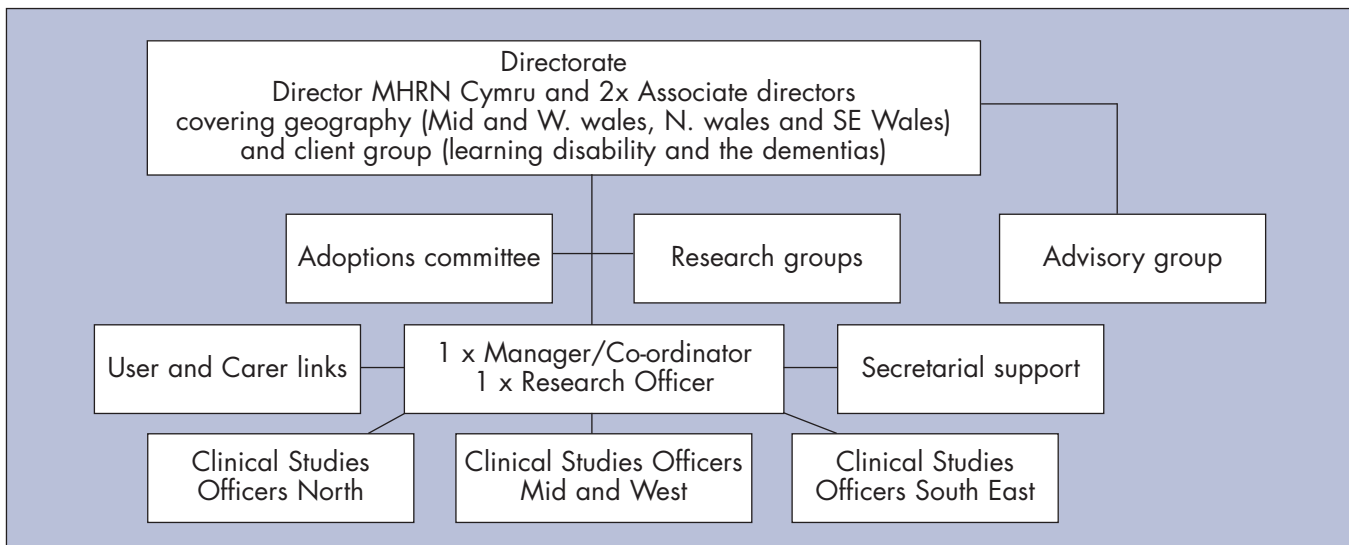 Directorate
Director MHRN Cymru and 2x Associate directors
covering geography (Mid and W. wales, N. wales and SE Wales)
and client group (learning disability and the dementias)
Adoptions committee
Research groups
Advisory group
User and Carer links
1 x Manager/Co-ordinator
1 x Research Officer
Secretarial support
Clinical Studies
Officers North
Clinical Studies Officers
Mid and West
Clinical Studies
Officers South East